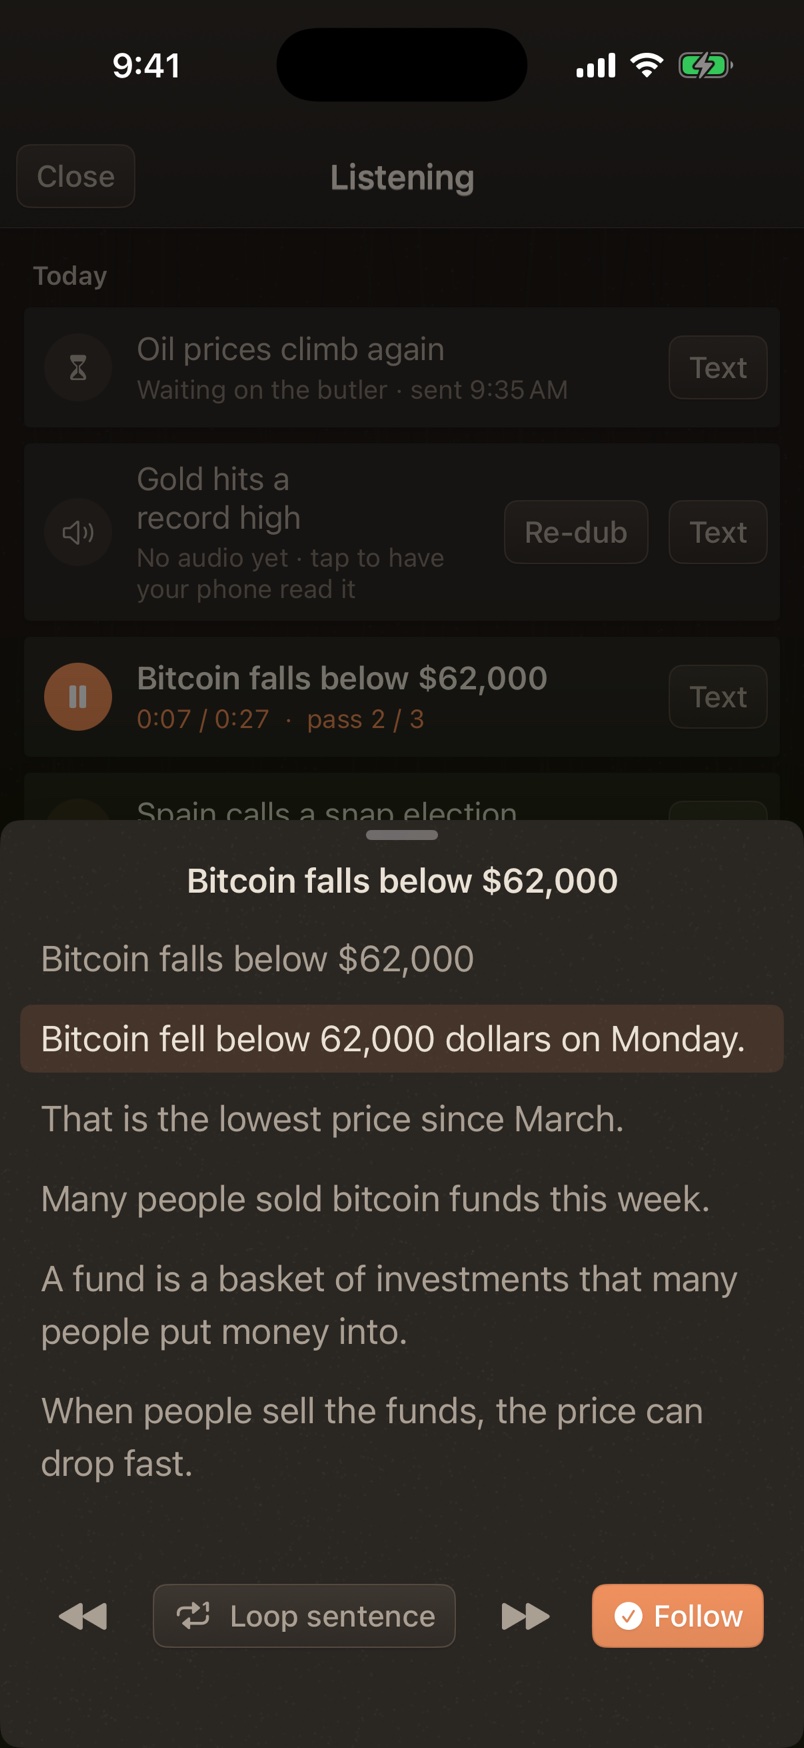 9:41
Close
Listening
Today
Oil prices climb again
Waiting on the butler · sent 9:35 AM
Text
Gold hits a
record high
No audio yet · tap to have
your phone read it
Re-dub
Text
Bitcoin falls below $62,000
0:07 / 0:27 · pass 2 / 3
Text
Spain calls a snap election
Bitcoin falls below $62,000
Bitcoin falls below $62,000
Bitcoin fell below 62,000 dollars on Monday.
That is the lowest price since March.
Many people sold bitcoin funds this week.
A fund is a basket of investments that many
people put money into.
When people sell the funds, the price can
drop fast.
Loop sentence
Follow